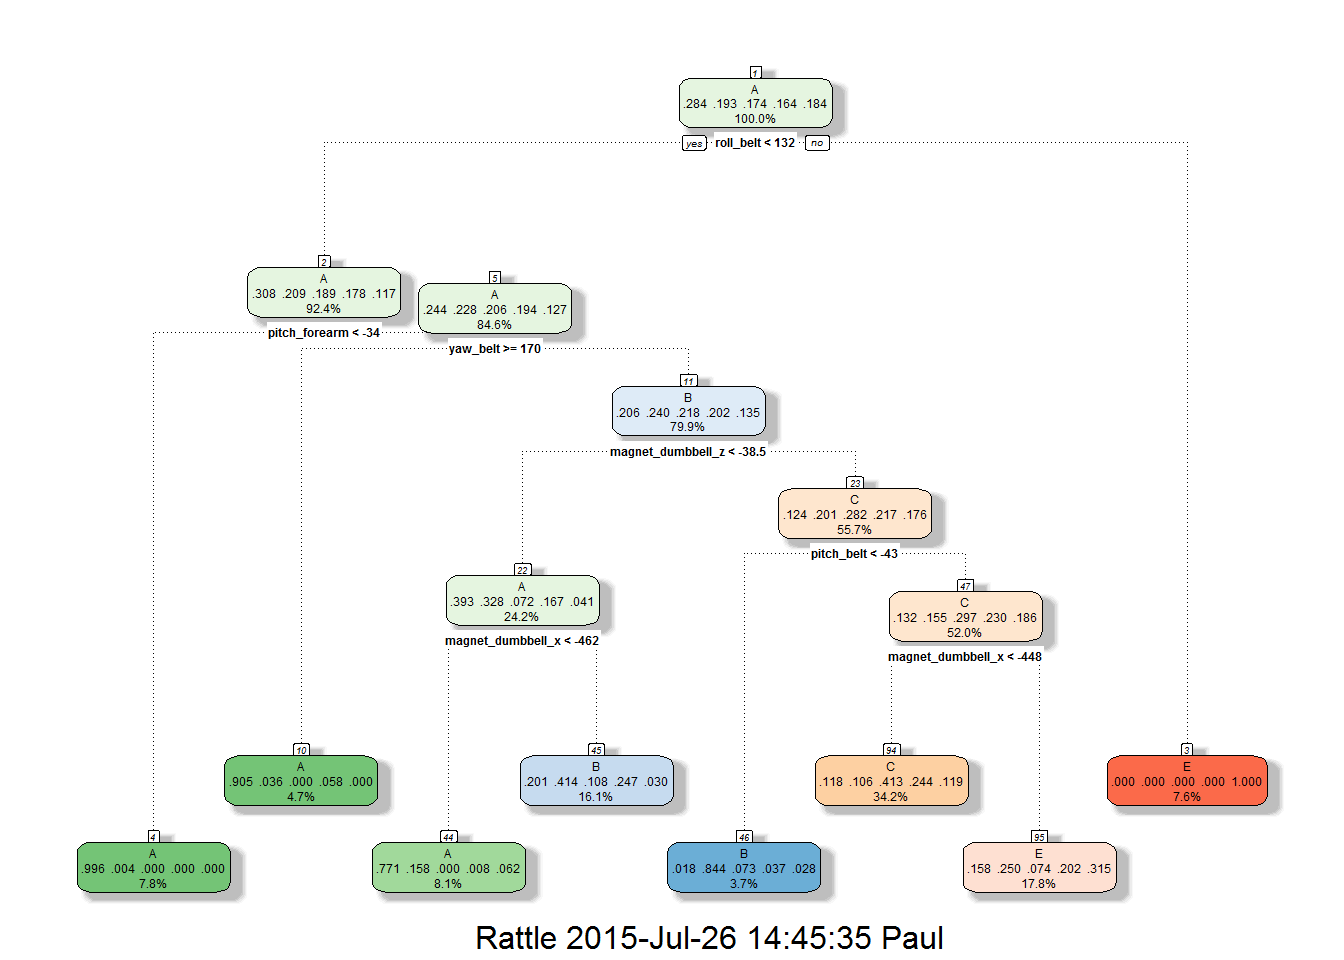 1
A
.284 .193 .174 .164 .184
100.0%
yes roll_belt < 132 no
2
A
.308 .209 .189 .178 .117
92.4%
pitch_forearm < -34
5
A
.244 .228 .206 .194 .127
84.6%
yaw_belt >= 170
11
B
.206 .240 .218 .202 .135
79.9%
magnet_dumbbell_z < -38.5
23
C
.124 .201 .282 .217 .176
55.7%
pitch_belt < -43
22
A
.393 .328 .072 .167 .041
24.2%
magnet_dumbbell_x < -462
47
C
.132 .155 .297 .230 .186
52.0%
magnet_dumbbell_x < -448
10
A
.905 .036 .000 .058 .000
4.7%
45
B
.201 .414 .108 .247 .030
16.1%
94
C
.118 .106 .413 .244 .119
34.2%
3
E
.000 .000 .000 .000 1.000
7.6%
4
A
.996 .004 .000 .000 .000
7.8%
44
A
.771 .158 .000 .008 .062
8.1%
46
B
.018 .844 .073 .037 .028
3.7%
95
E
.158 .250 .074 .202 .315
17.8%
Rattle 2015-Jul-26 14:45:35 Paul